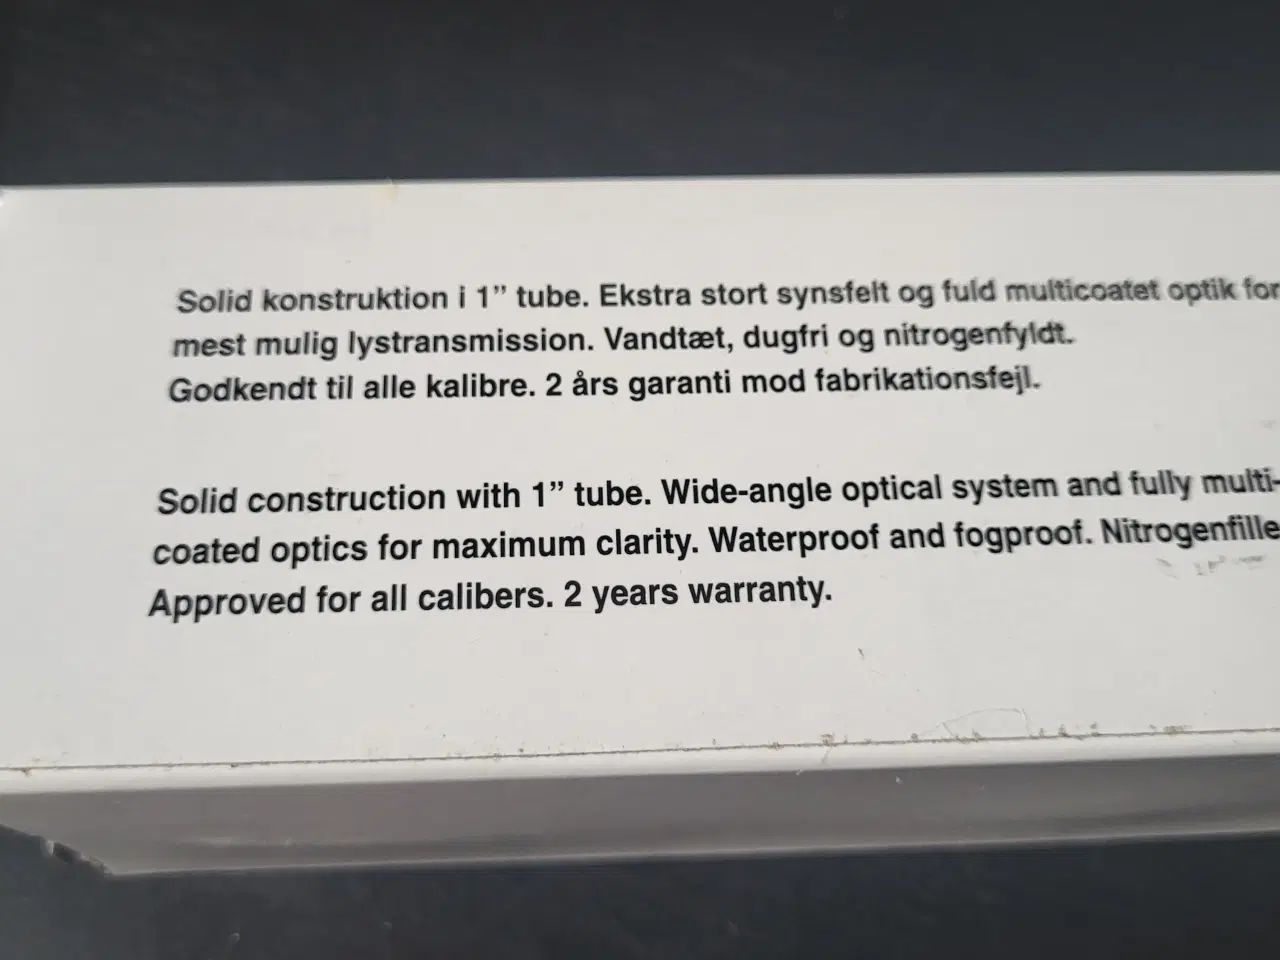 Solid konstruktion i 1” tube. Ekstra stort synsfelt og fuld multicoatet optik for
mest mulig lystransmission. Vandtæt, dugfri og nitrogenfyldt.
Godkendt til alle kalibre. 2 års garanti mod fabrikationsfejl.
Solid construction with 1” tube. Wide-angle optical system and fully multi-
coated optics for maximum clarity. Waterproof and fogproof. Nitrogenfille
Approved for all calibers. 2 years warranty.